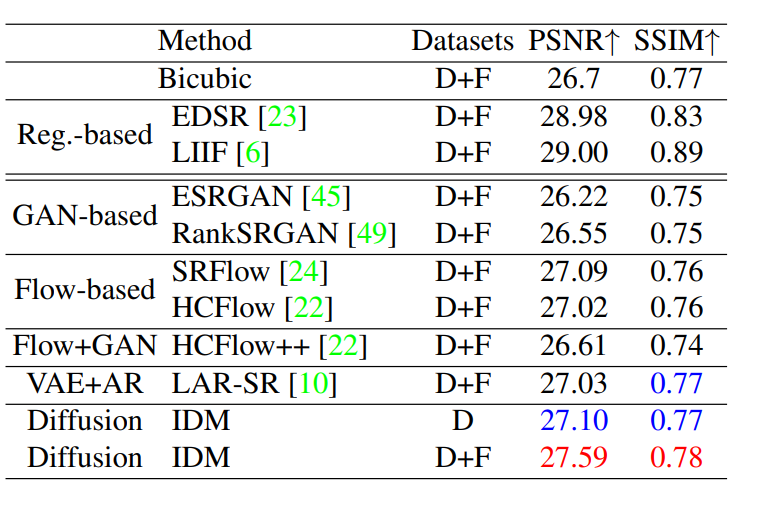 Method Datasets PSNR↑ SSIM↑
Bicubic D+F 26.7 0.77
Reg.-based EDSR [23] D+F 28.98 0.83
LIIF [6] D+F 29.00 0.89
GAN-based ESRGAN [45] D+F 26.22 0.75
RankSRGAN [49] D+F 26.55 0.75
Flow-based SRFlow [24] D+F 27.09 0.76
HCFlow [22] D+F 27.02 0.76
Flow+GAN HCFlow++ [22] D+F 26.61 0.74
VAE+AR LAR-SR [10] D+F 27.03 0.77
Diffusion IDM D 27.10 0.77
Diffusion IDM D+F 27.59 0.78